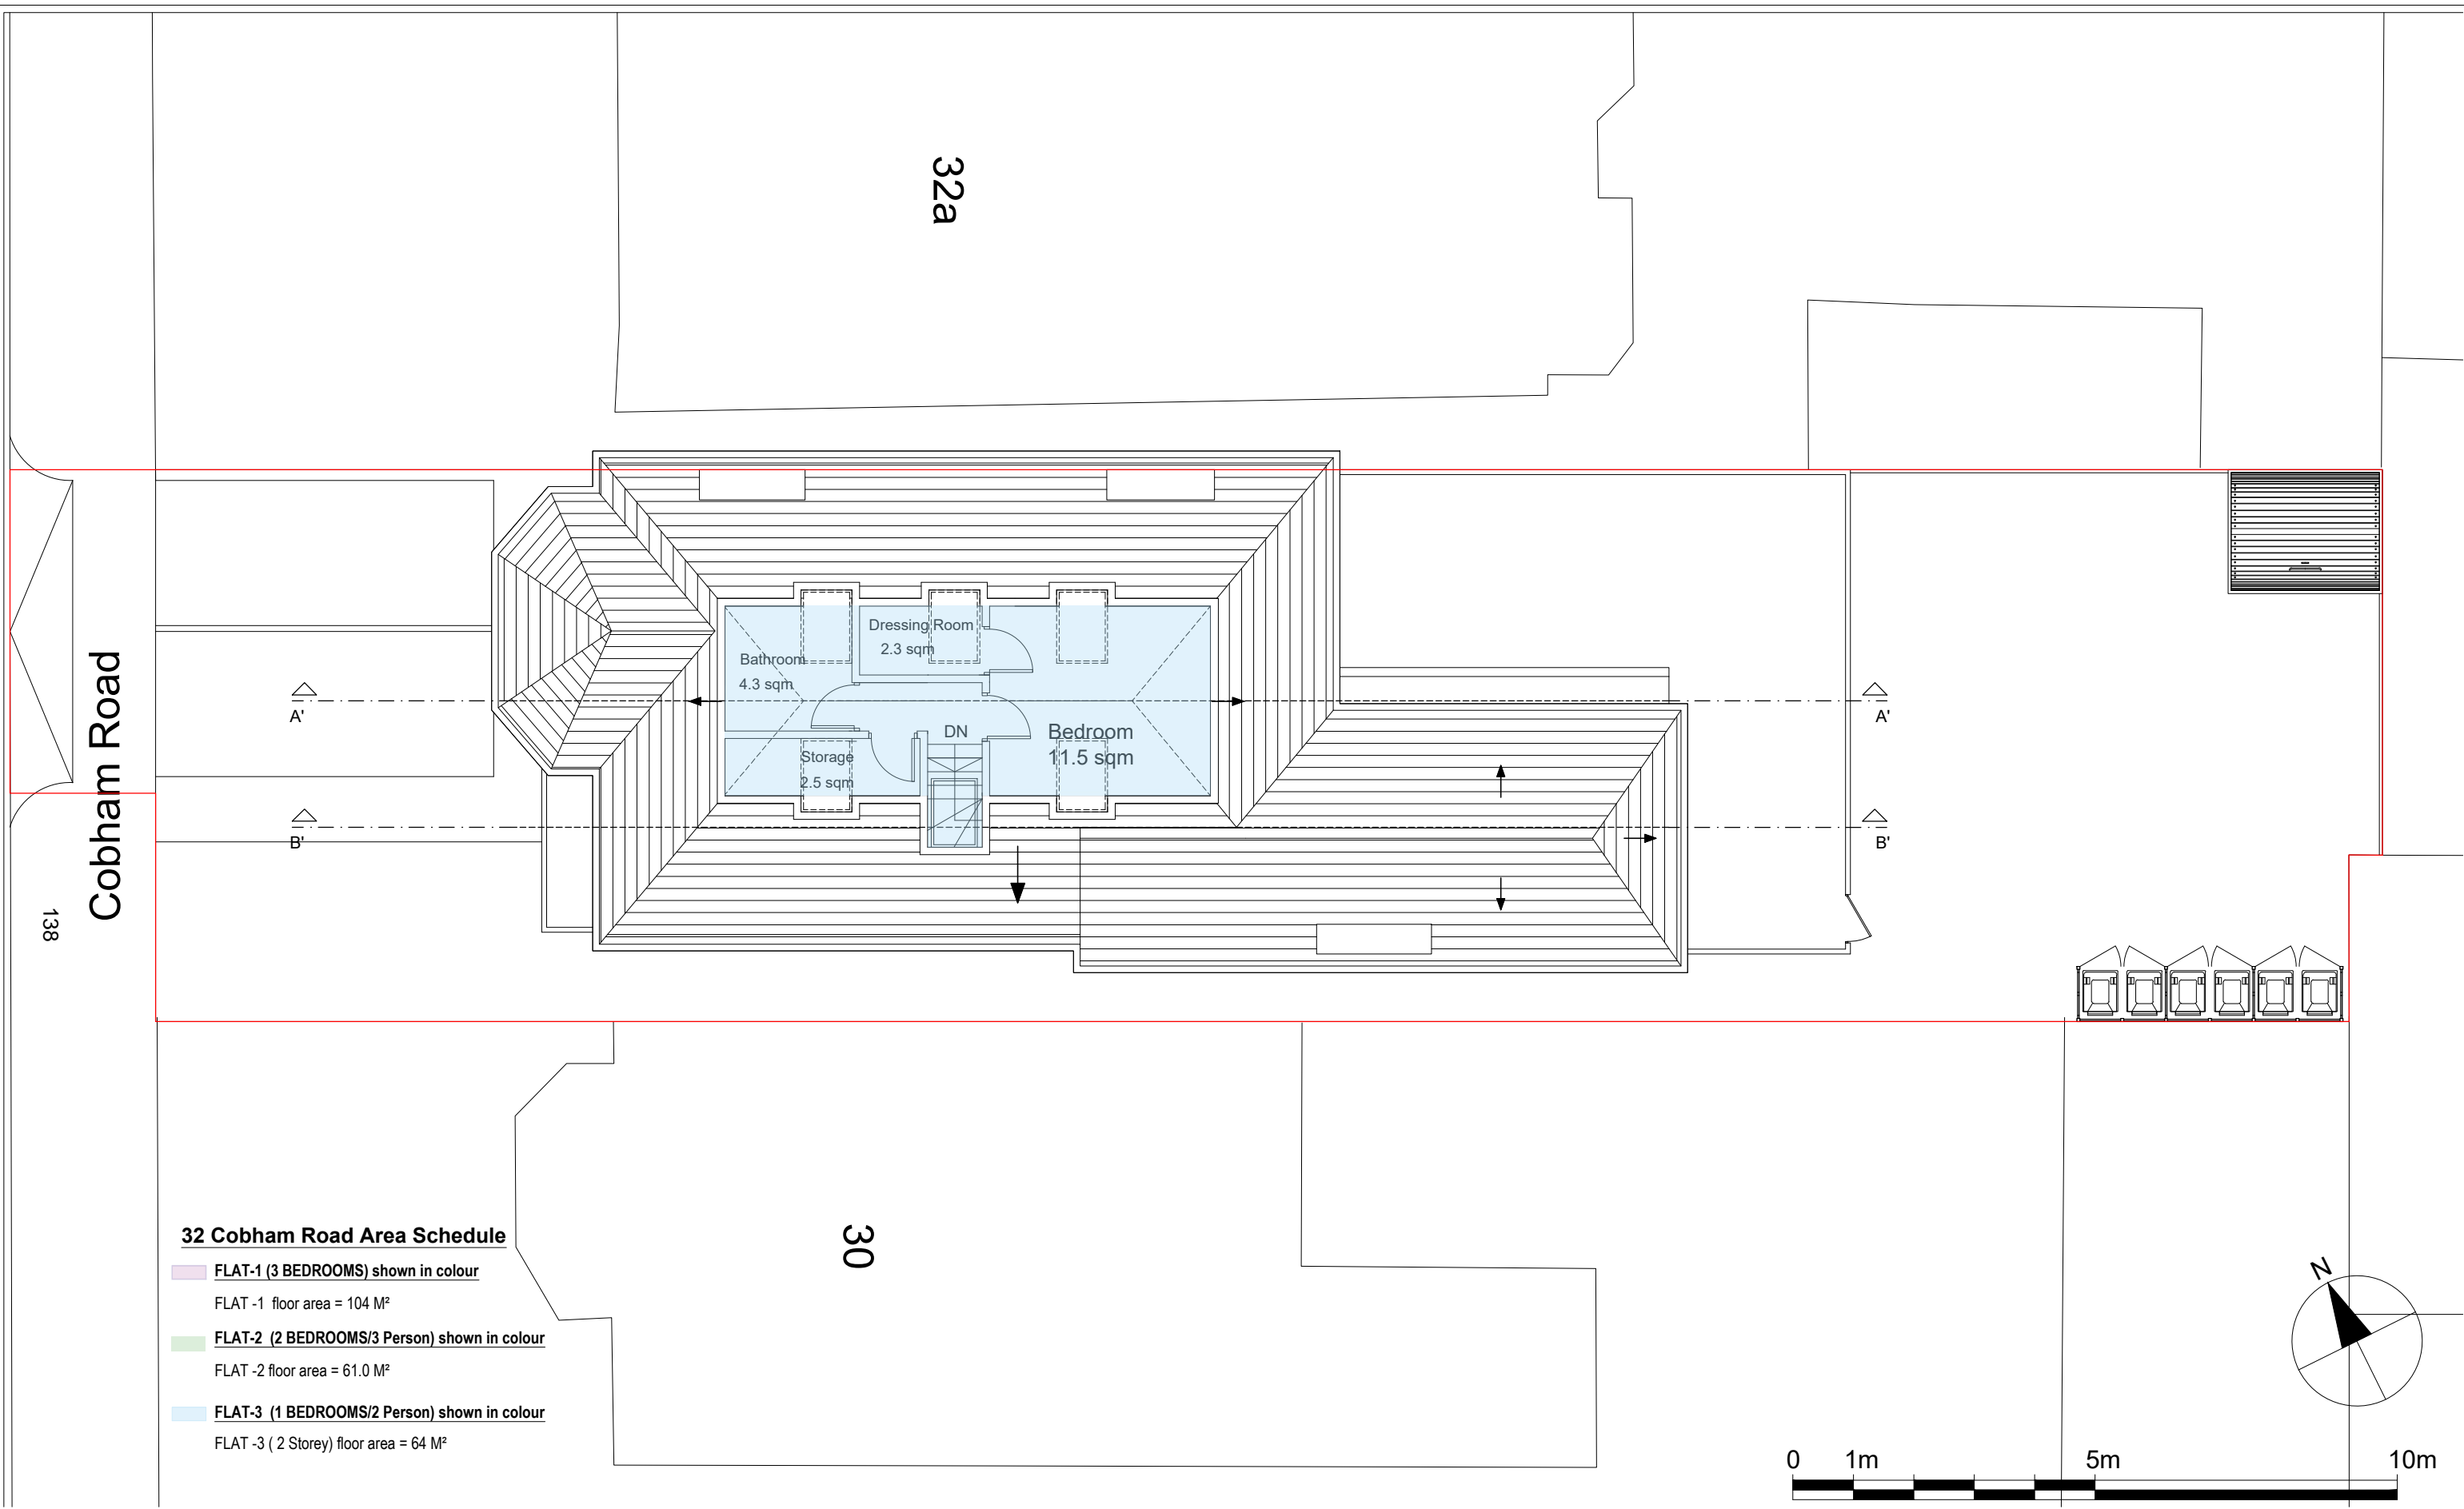 32a
Dressing Room
2.3 sqm
Bathroom
4.3 sqm
A'
A'
DN
Bedroom
11.5 sqm
Storage
2.5 sqm
B'
B'
Cobham Road
138
30
32 Cobham Road Area Schedule
FLAT-1 (3 BEDROOMS) shown in colour
FLAT -1 floor area = 104 M²
FLAT-2 (2 BEDROOMS/3 Person) shown in colour
FLAT -2 floor area = 61.0 M²
FLAT-3 (1 BEDROOMS/2 Person) shown in colour
FLAT -3 ( 2 Storey) floor area = 64 M²
N
0 1m 5m 10m